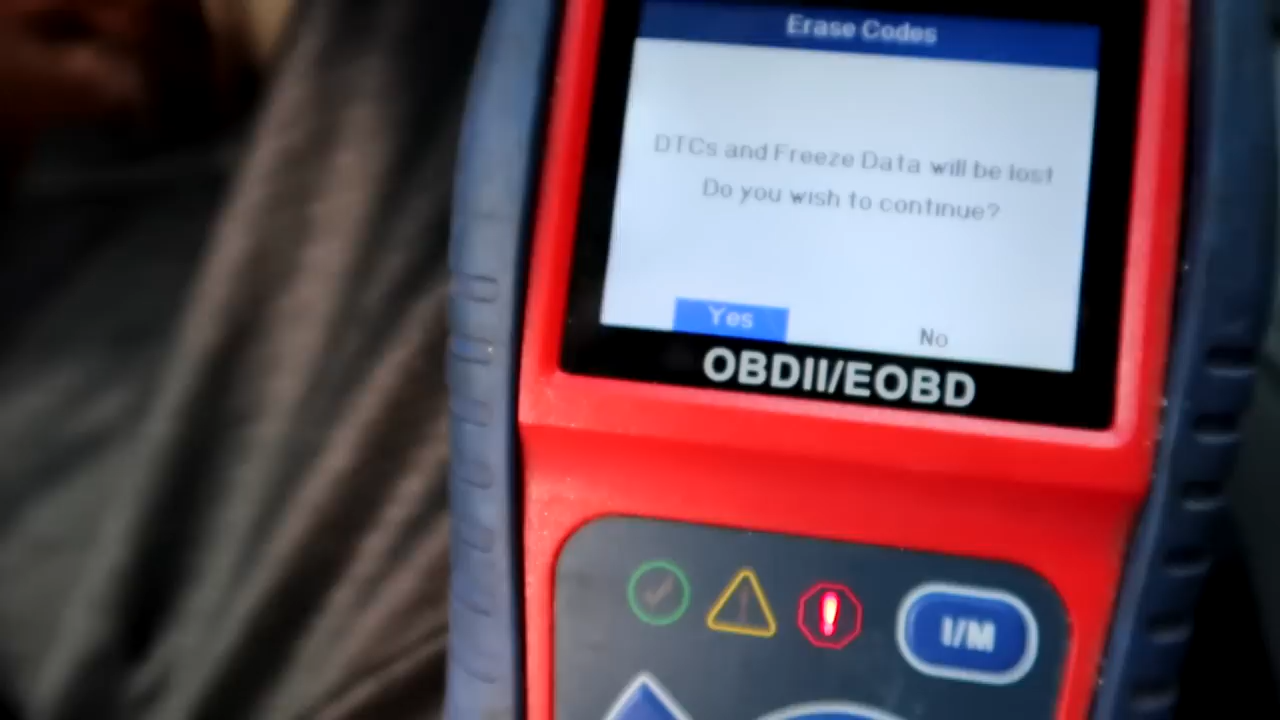 Erase Codes
DTCs and Freeze Data will be lost
Do you wish to continue?
Yes
No
OBDII/EOBD
I/M